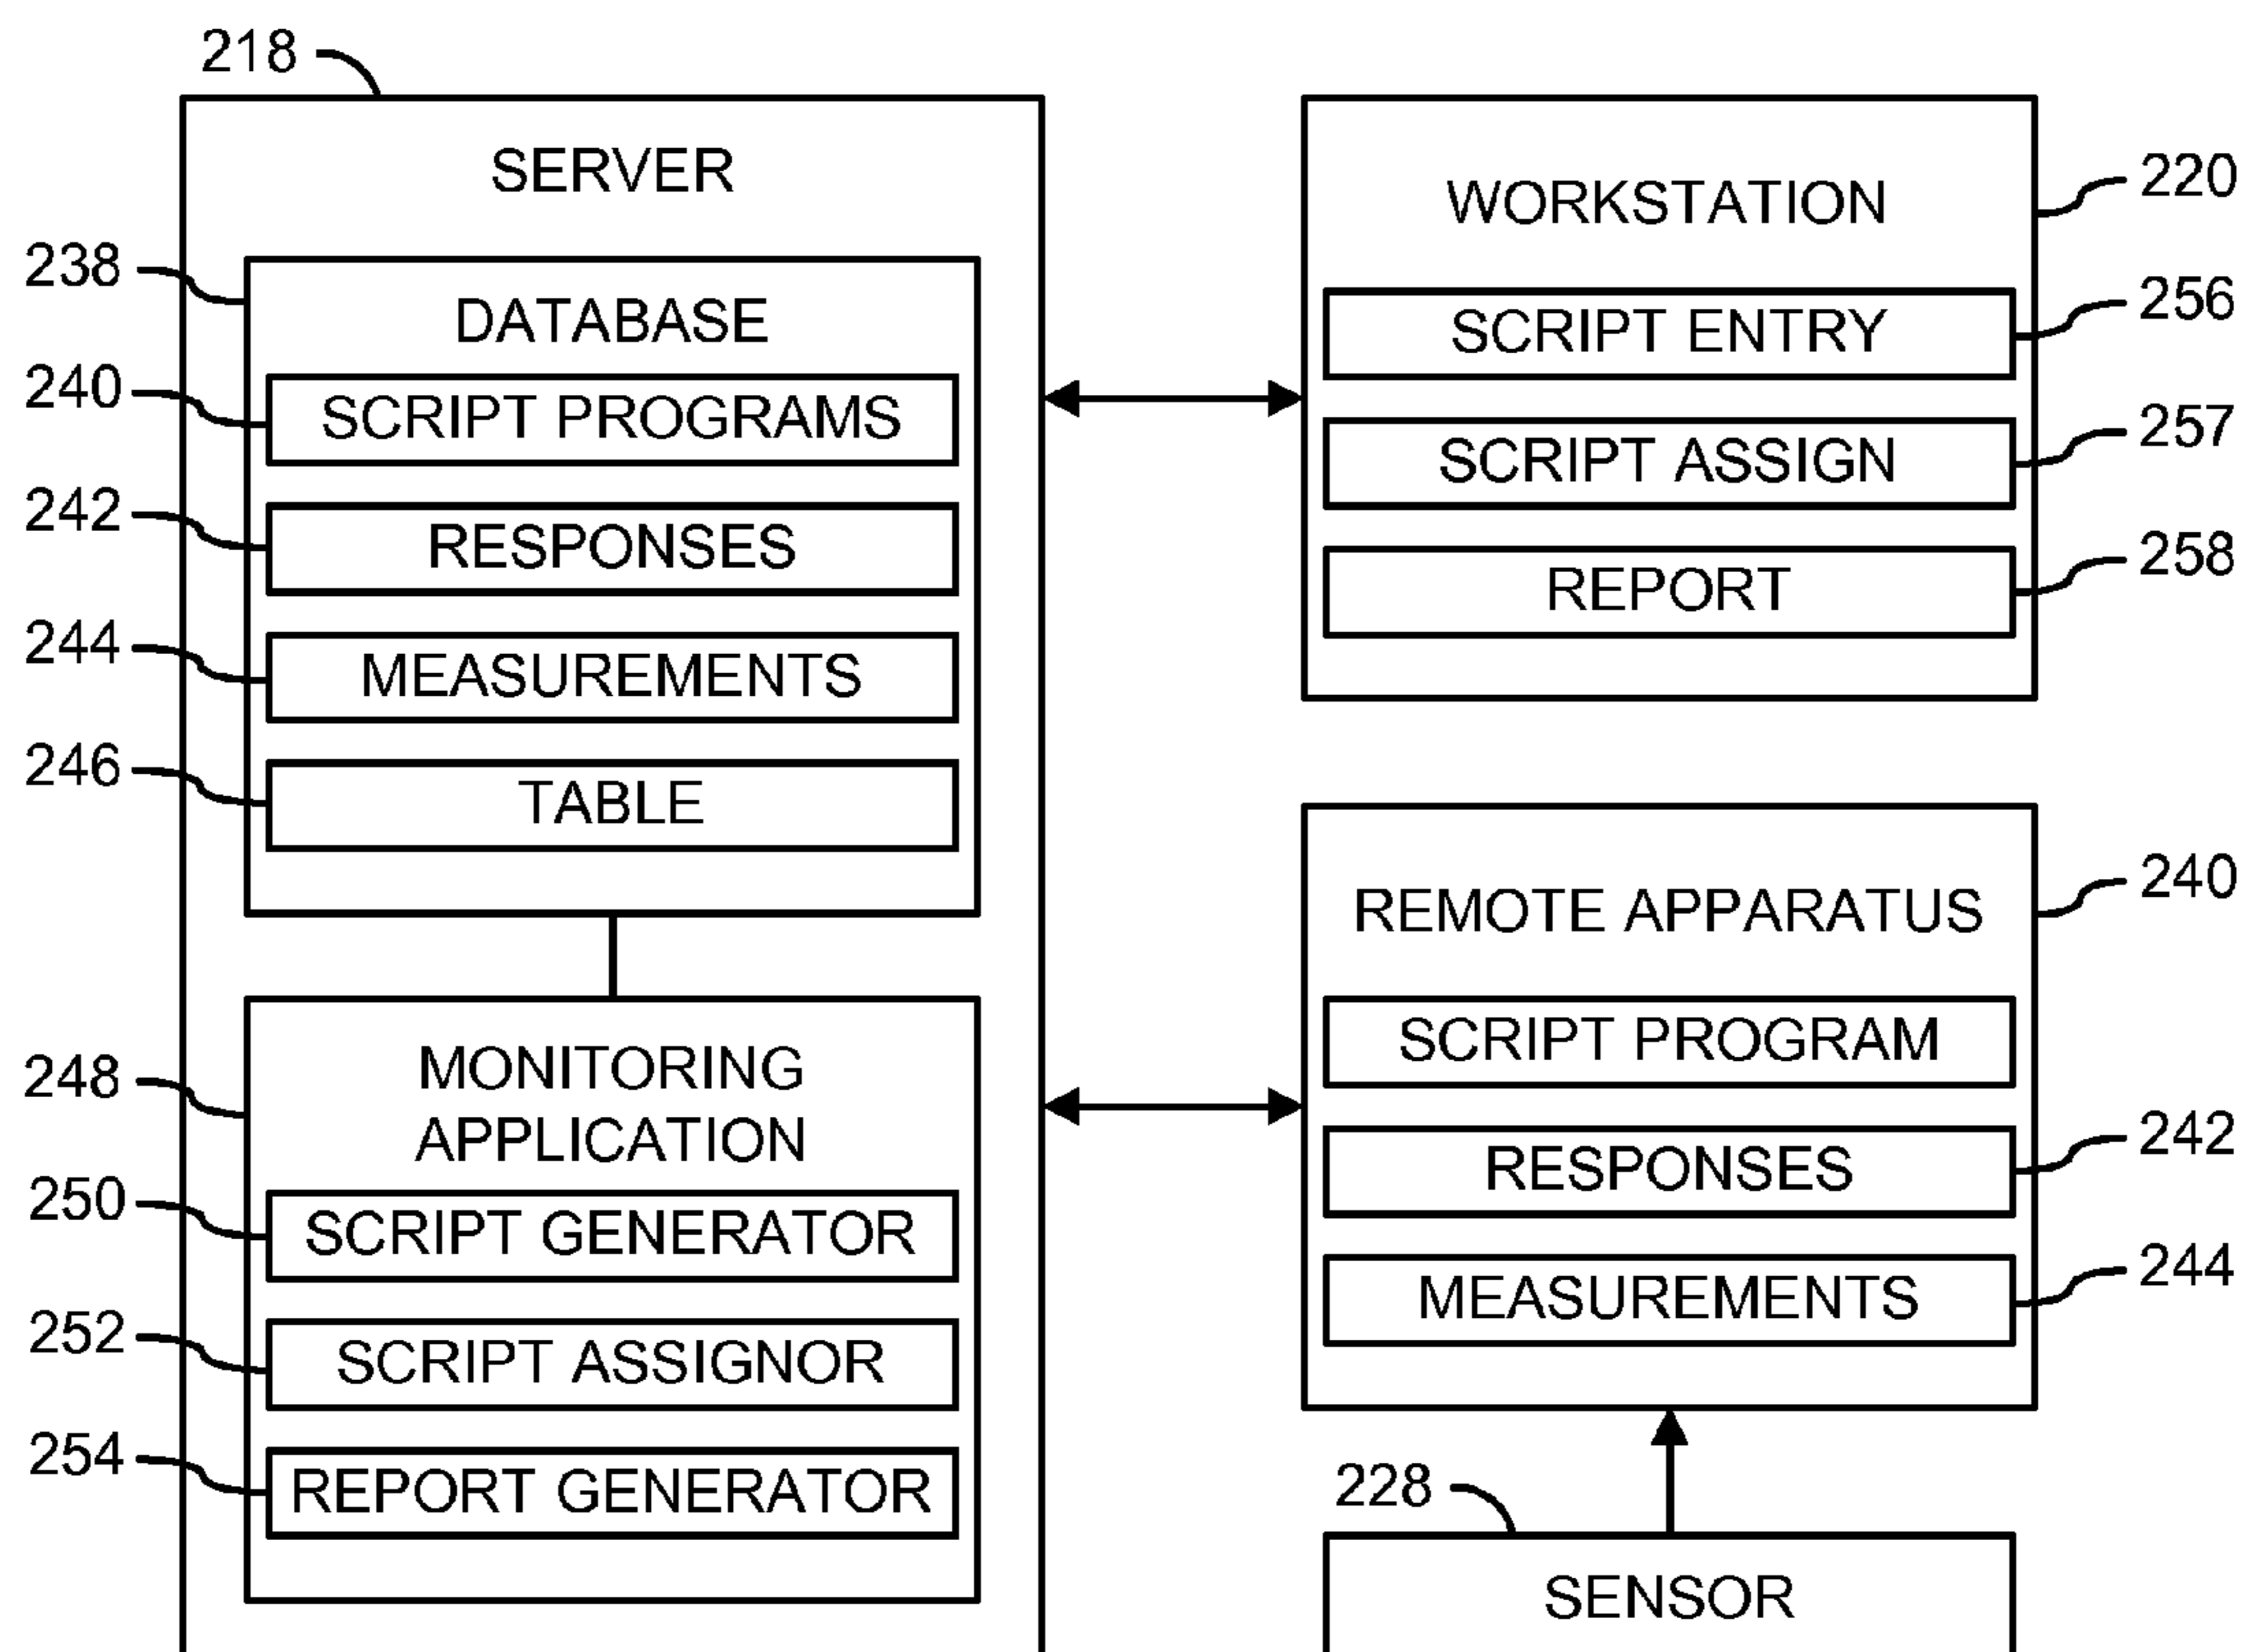 218
SERVER
238
DATABASE
240
SCRIPT PROGRAMS
242
RESPONSES
244
MEASUREMENTS
246
TABLE
248
MONITORING
APPLICATION
250
SCRIPT GENERATOR
252
SCRIPT ASSIGNOR
254
REPORT GENERATOR
WORKSTATION
220
SCRIPT ENTRY
256
SCRIPT ASSIGN
257
REPORT
258
REMOTE APPARATUS
240
SCRIPT PROGRAM
RESPONSES
242
MEASUREMENTS
244
228
SENSOR